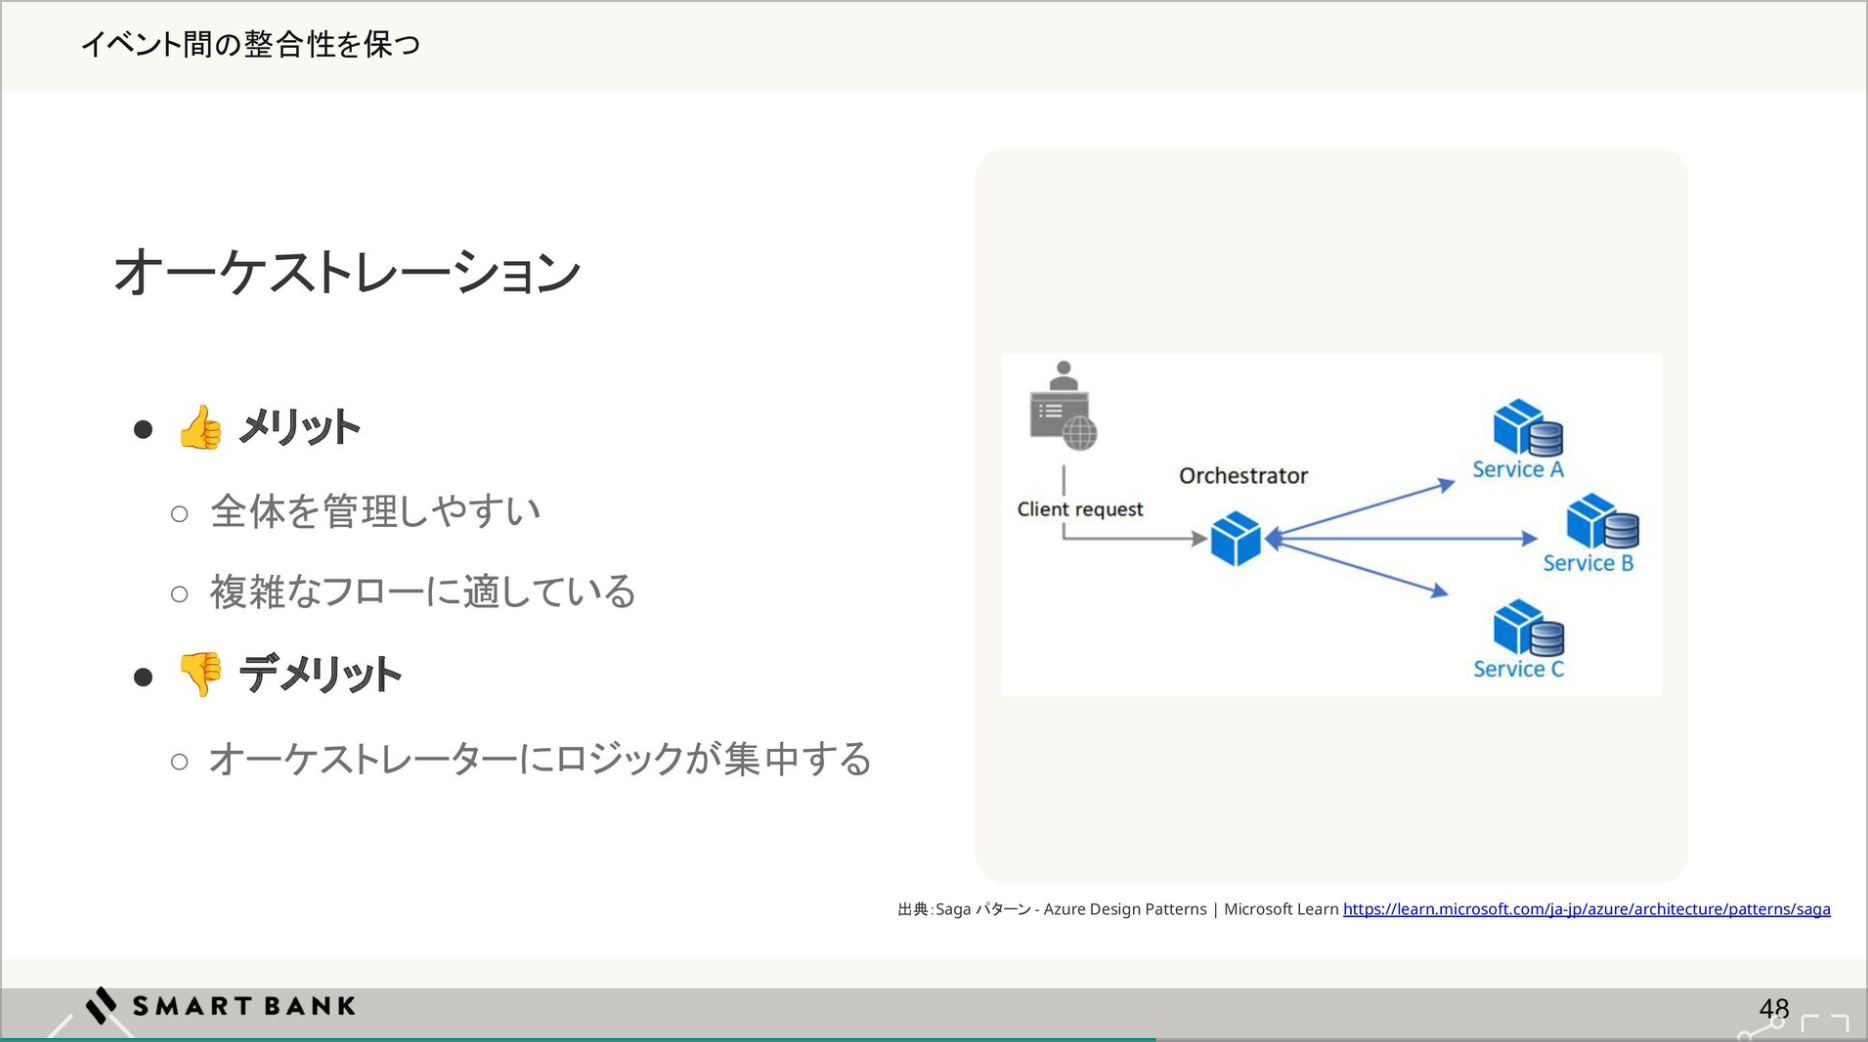 イベント間の整合性を保つ
オーケストレーション
● 👍 メリット
○ 全体を管理しやすい
○ 複雑なフローに適している
● 👎 デメリット
○ オーケストレーターにロジックが集中する
Client request
Orchestrator
Service A
Service B
Service C
出典：Saga パターン - Azure Design Patterns | Microsoft Learn https://learn.microsoft.com/ja-jp/azure/architecture/patterns/saga
SMART BANK
48